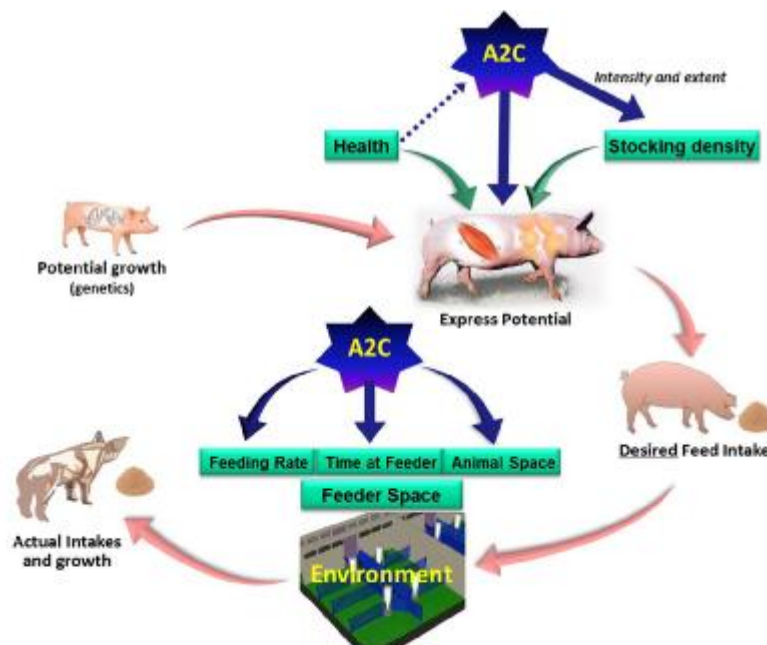 A2C
Intensity and extent
Health
Stocking density
Potential growth
(genetics)
Express Potential
A2C
Desired Feed Intake
Feeding Rate
Time at Feeder
Animal Space
Feeder Space
Actual Intakes
and growth
Environment